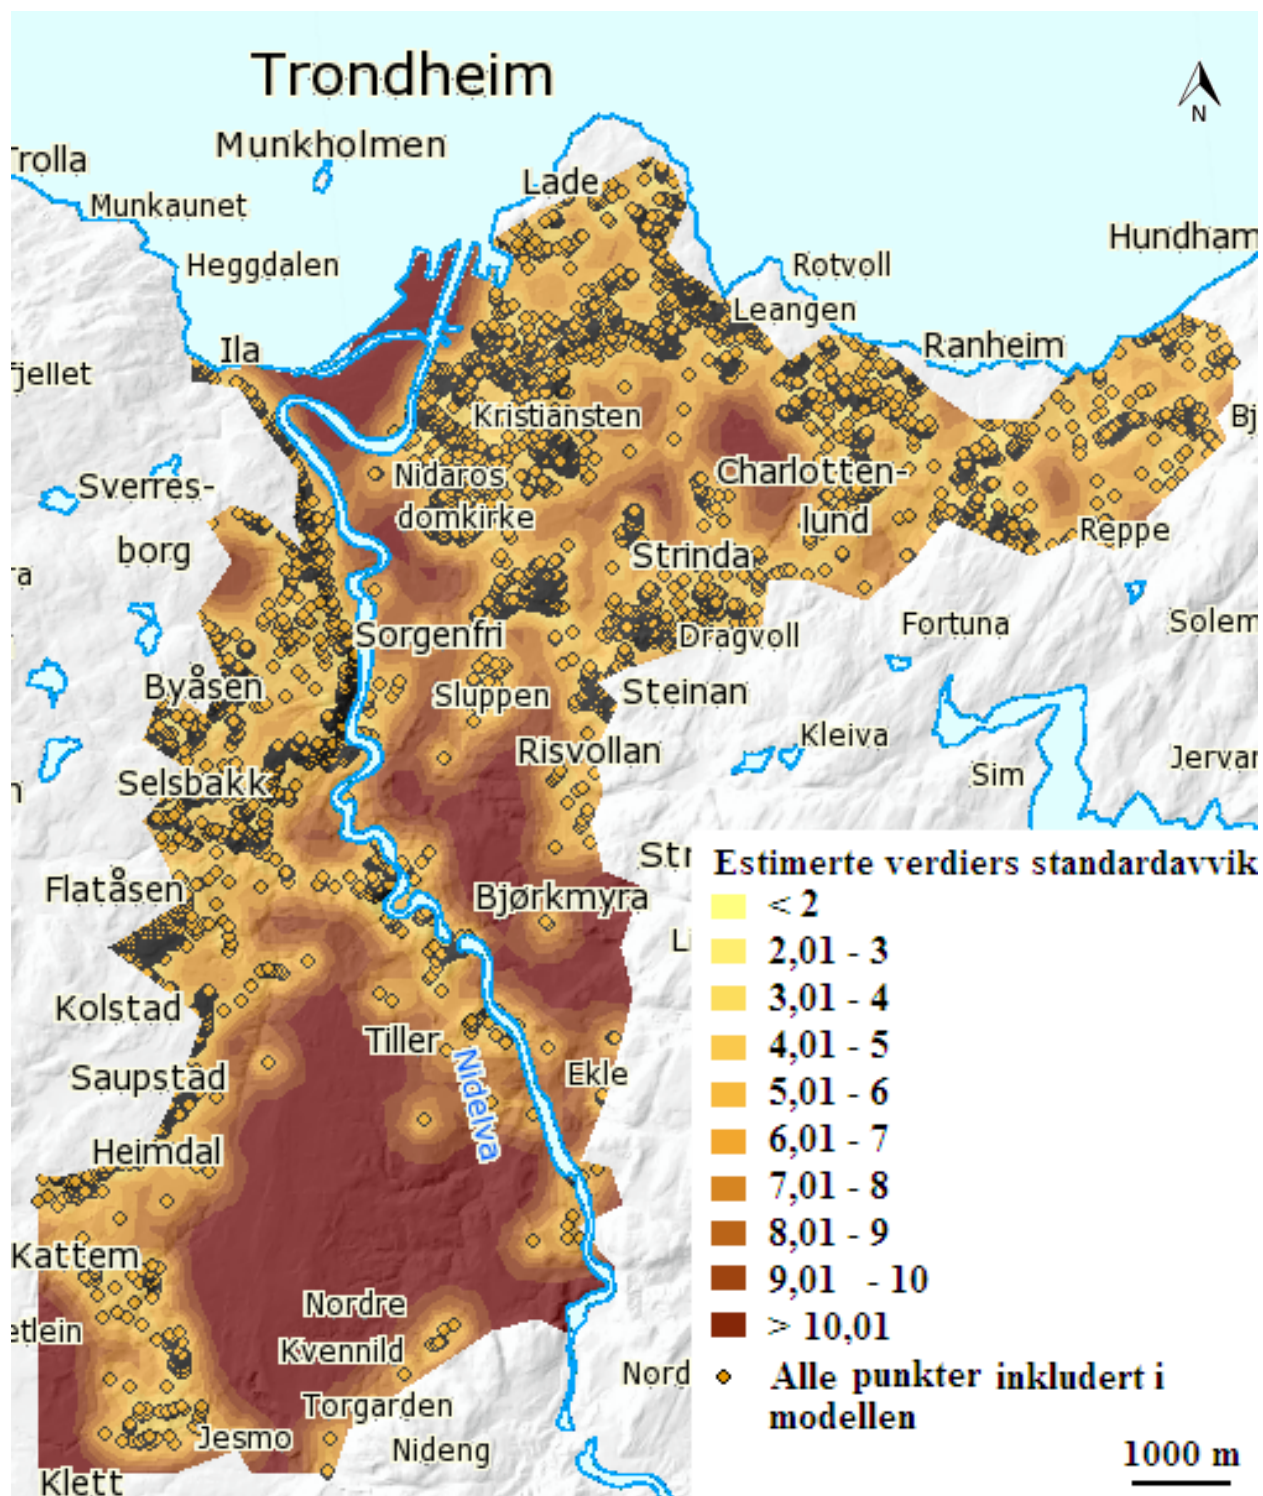 Trondheim
N
Munkholmen
Trolla
Lade
Munkaunet
Hundham
Heggdalen
Rotvoll
Leangen
Ila
Ranheim
fjellet
Kristiansten
Bj
Nidaros
domkirke
Charlotten-
lund
Sverres-
borg
Reppe
Strinda
ra
Fortuna
Solem
Sorgenfri
Dragvoll
Byåsen
Sluppen
Steinan
Kleiva
Risvollan
Jervan
Sim
Selsbakk
n
Str
Estimerte verdiers standardavvik
Flatåsen
Bjørkmyra
< 2
Li
2,01 - 3
Kolstad
3,01 - 4
Tiller
4,01 - 5
Saupstad
Nidelva
Ekle
5,01 - 6
Heimdal
6,01 - 7
7,01 - 8
8,01 - 9
Kattem
9,01 - 10
Nordre
Kvennild
etlein
> 10,01
Nord
Alle punkter inkludert i
modellen
Torgarden
Jesmo
Nideng
1000 m
Klett